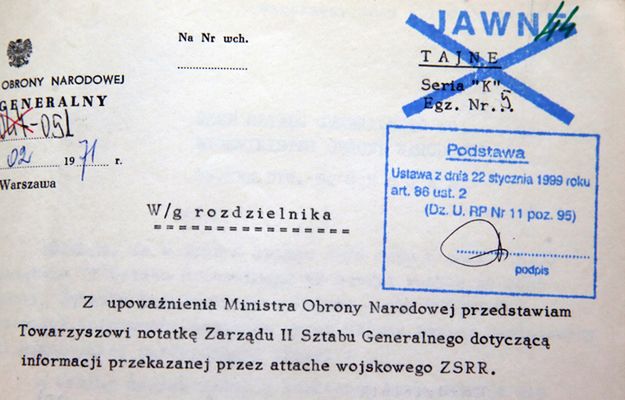 JAWNE
44
Na Nr wch.
TAJNE
Seria "K"
Egz. Nr. 5
OBRONY NARODOWEJ
GENERALNY
051
02 1971 r.
Warszawa
Podstawa
Ustawa z dnia 22 stycznia 1999 roku
art. 86 ust. 2
(Dz. U. RP Nr 11 poz. 95)
podpis
W/g rozdzielnika
Z upoważnienia Ministra Obrony Narodowej przedstawiam
Towarzyszowi notatkę Zarządu II Sztabu Generalnego dotyczącą
informacji przekazanej przez attache wojskowego ZSRR.